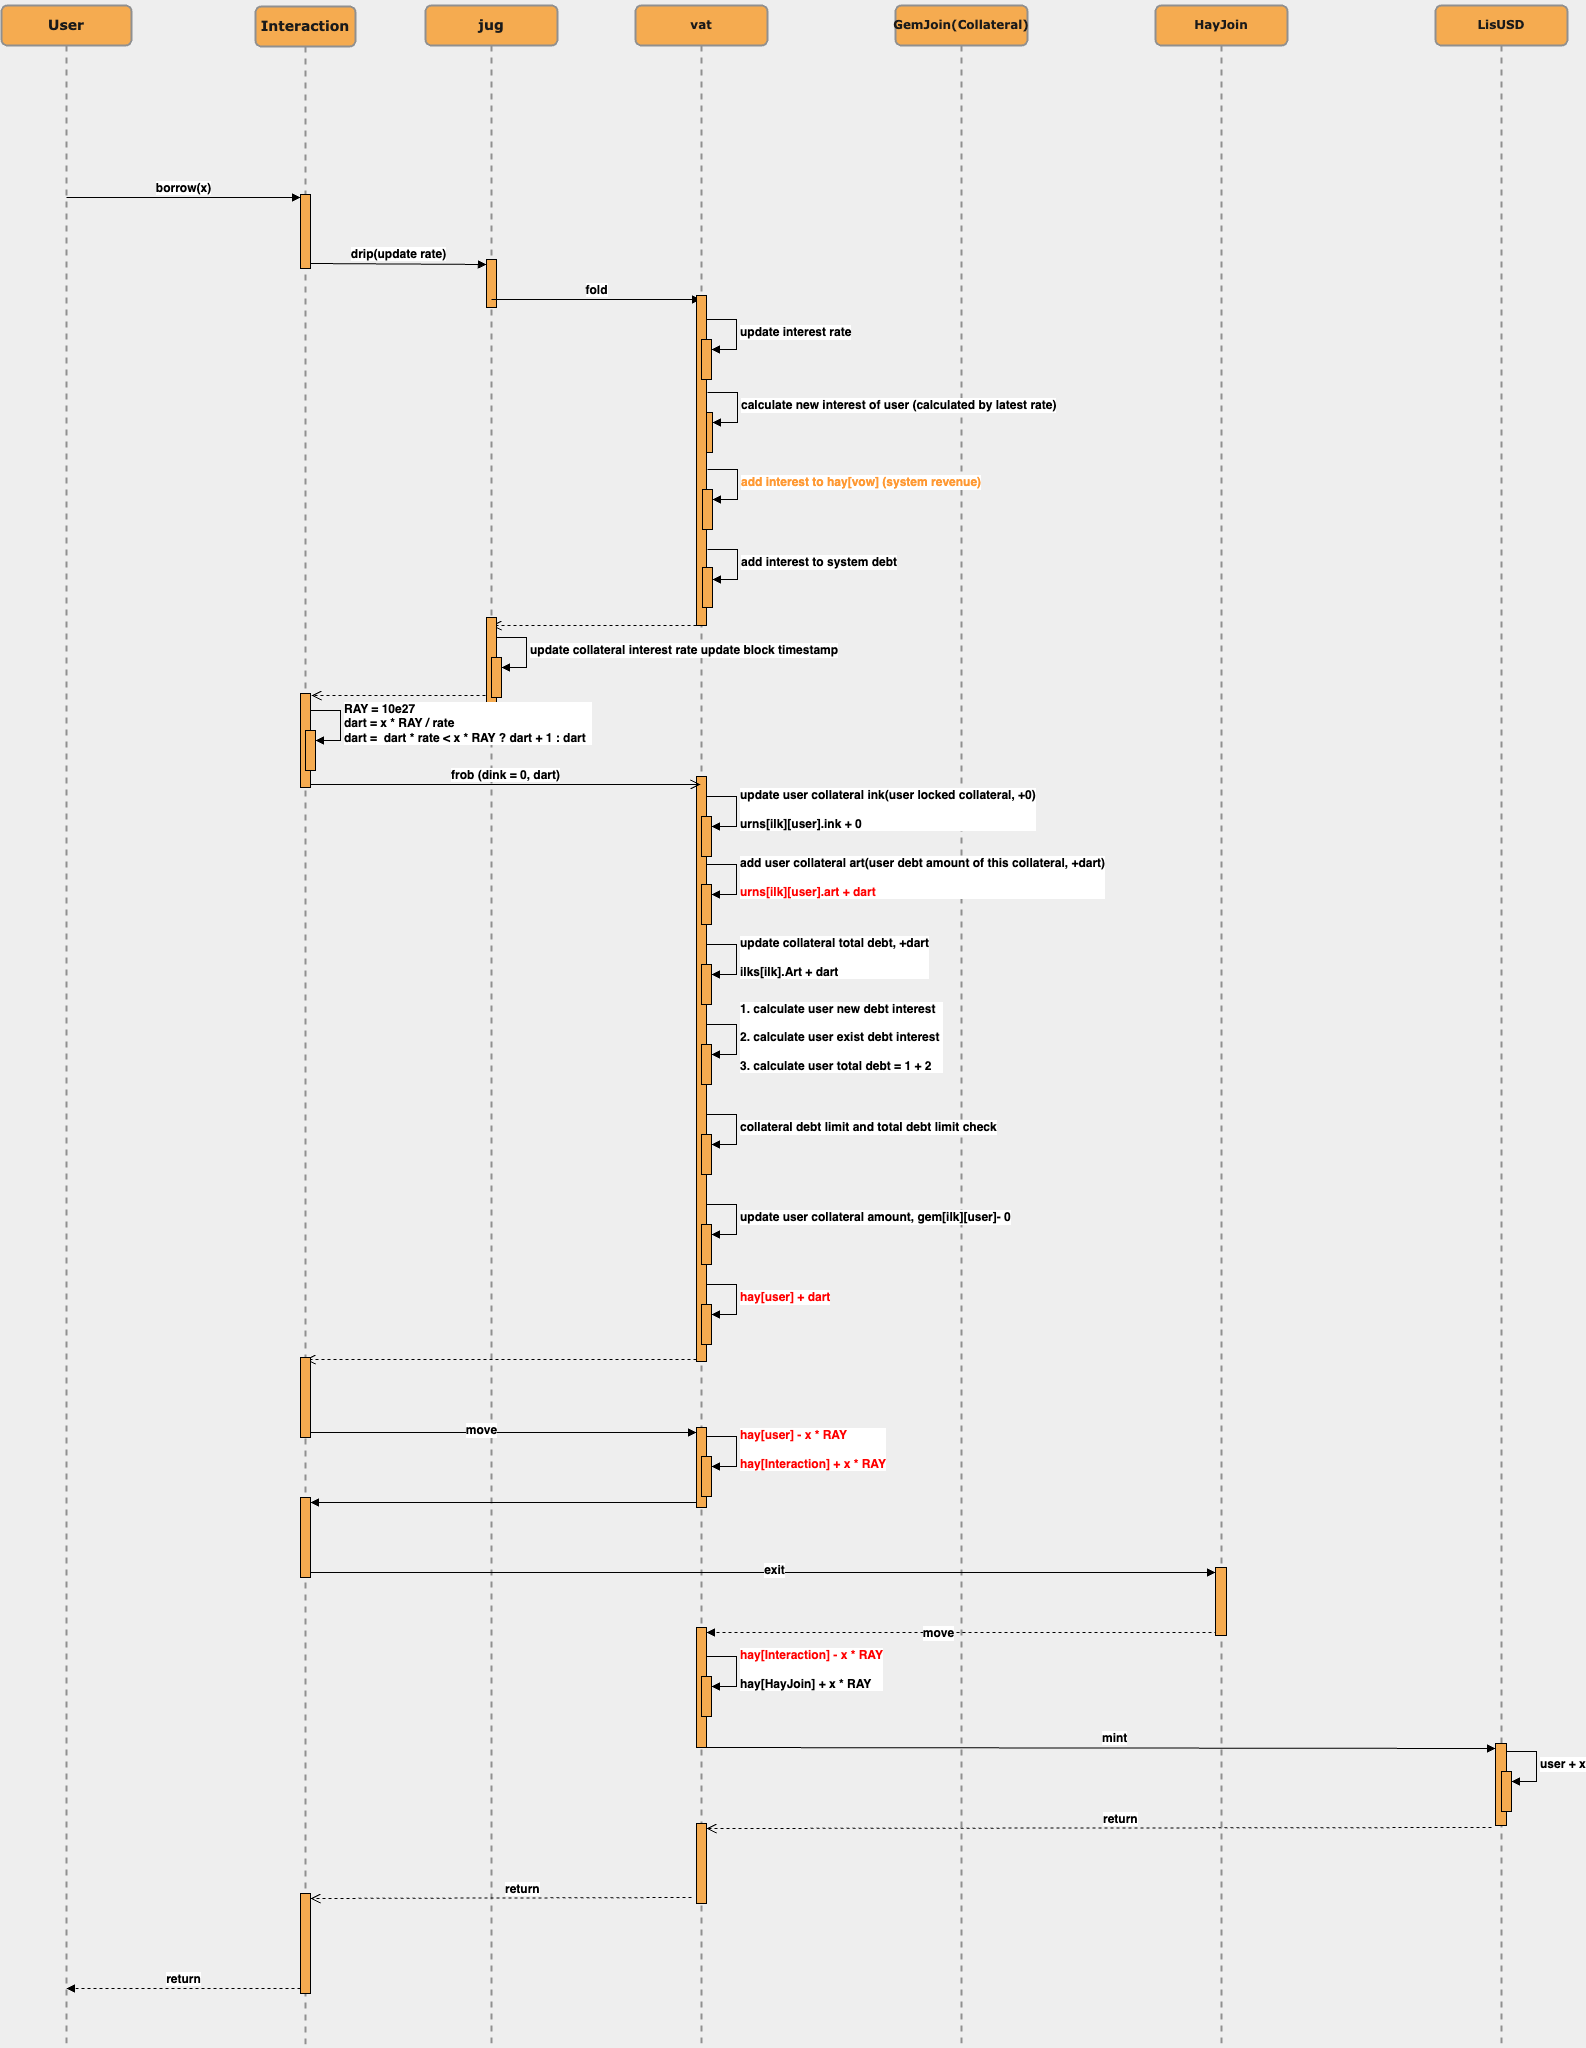 User
Interaction
jug
vat
GemJoin(Collateral)
HayJoin
LisUSD
borrow(x)
drip(update rate)
fold
update interest rate
calculate new interest of user (calculated by latest rate)
add interest to hay[vow] (system revenue)
add interest to system debt
update collateral interest rate update block timestamp
RAY = 10e27
dart = x * RAY / rate
dart =  dart * rate < x * RAY ? dart + 1 : dart
frob (dink = 0, dart)
update user collateral ink(user locked collateral, +0)
urns[ilk][user].ink + 0
add user collateral art(user debt amount of this collateral, +dart)
urns[ilk][user].art + dart
update collateral total debt, +dart
ilks[ilk].Art + dart
1. calculate user new debt interest
2. calculate user exist debt interest
3. calculate user total debt = 1 + 2
collateral debt limit and total debt limit check
update user collateral amount, gem[ilk][user]- 0
hay[user] + dart
move
hay[user] - x * RAY
hay[Interaction] + x * RAY
exit
move
hay[Interaction] - x * RAY
hay[HayJoin] + x * RAY
mint
user + x
return
return
return